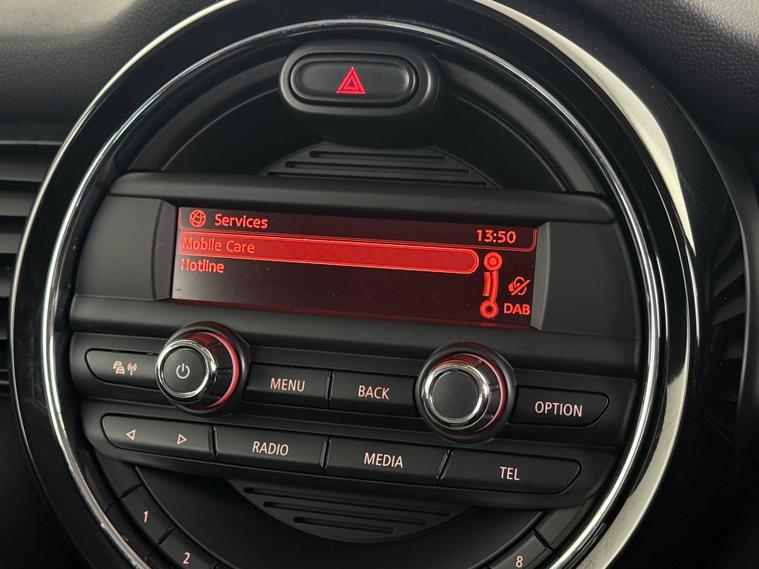 Services
13:50
Mobile Care
Hotline
DAB
MENU
BACK
OPTION
RADIO
MEDIA
TEL
1
2
8